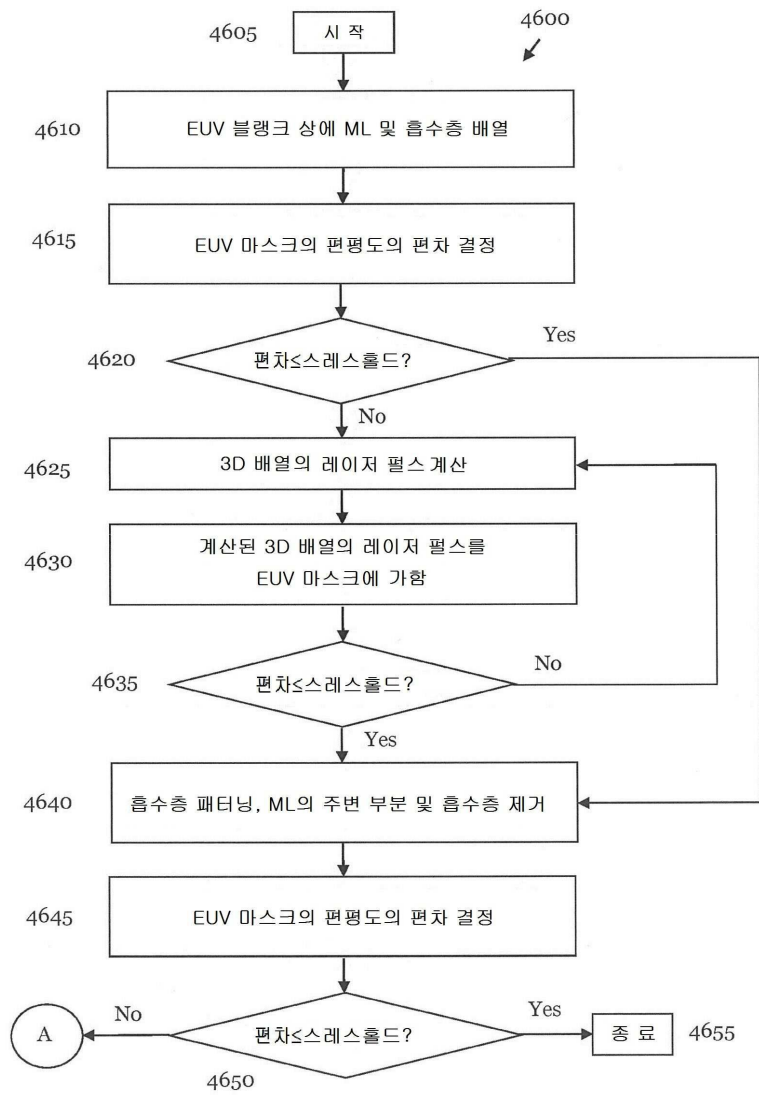 4605
시 작
4600
4610
EUV 블랭크 상에 ML 및 흡수층 배열
4615
EUV 마스크의 편평도의 편차 결정
4620
편차≤스레스홀드?
Yes
No
4625
3D 배열의 레이저 펄스 계산
4630
계산된 3D 배열의 레이저 펄스를
EUV 마스크에 가함
4635
편차≤스레스홀드?
No
Yes
4640
흡수층 패터닝, ML의 주변 부분 및 흡수층 제거
4645
EUV 마스크의 편평도의 편차 결정
A
No
편차≤스레스홀드?
Yes
종 료
4655
4650